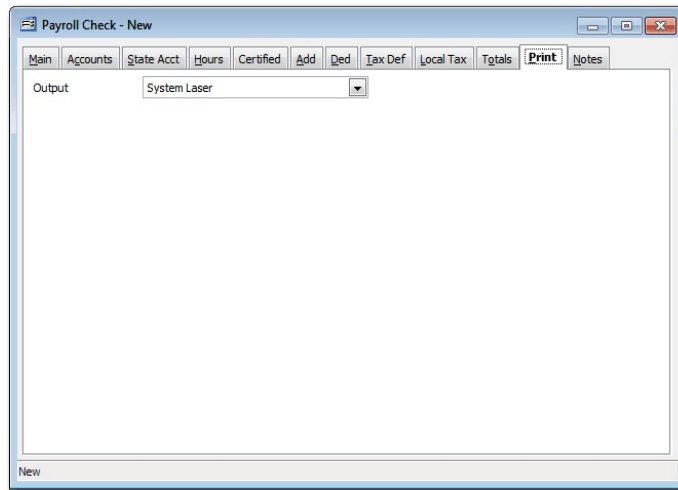 Payroll Check - New
Main Accounts State Acct Hours Certified Add Ded Tax Def Local Tax Totals Print Notes
Output System Laser
New